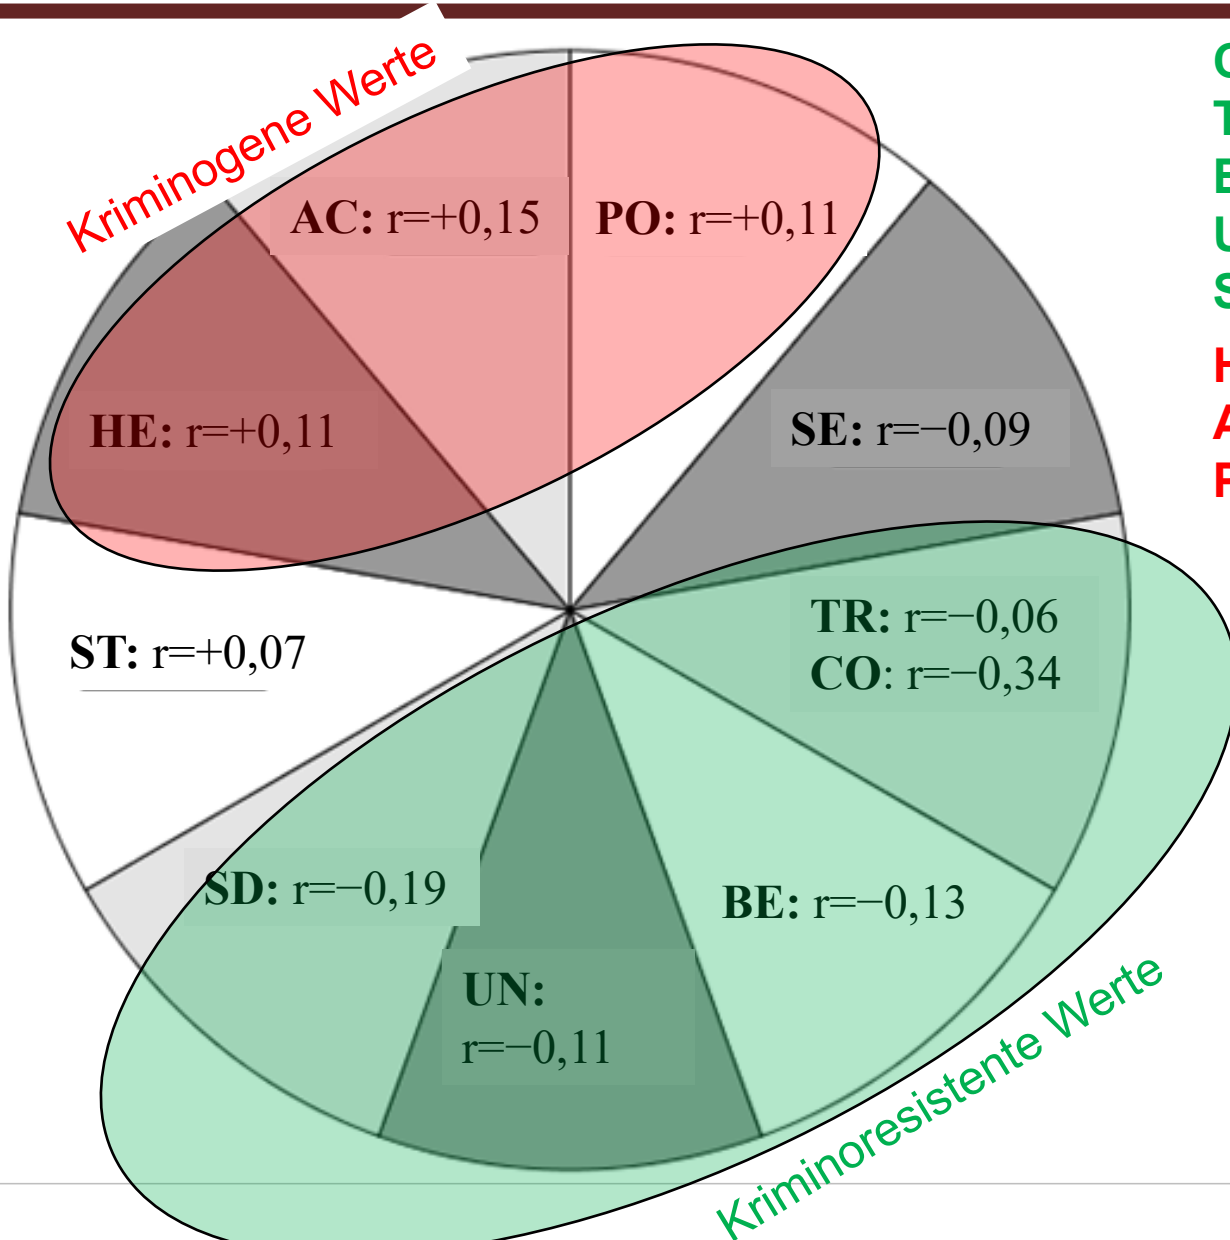 Kriminogene Werte
AC: r=+0,15
PO: r=+0,11
HE: r=+0,11
SE: r=−0,09
TR: r=−0,06
CO: r=−0,34
ST: r=+0,07
SD: r=−0,19
BE: r=−0,13
UN:
r=−0,11
Kriminoresistente Werte